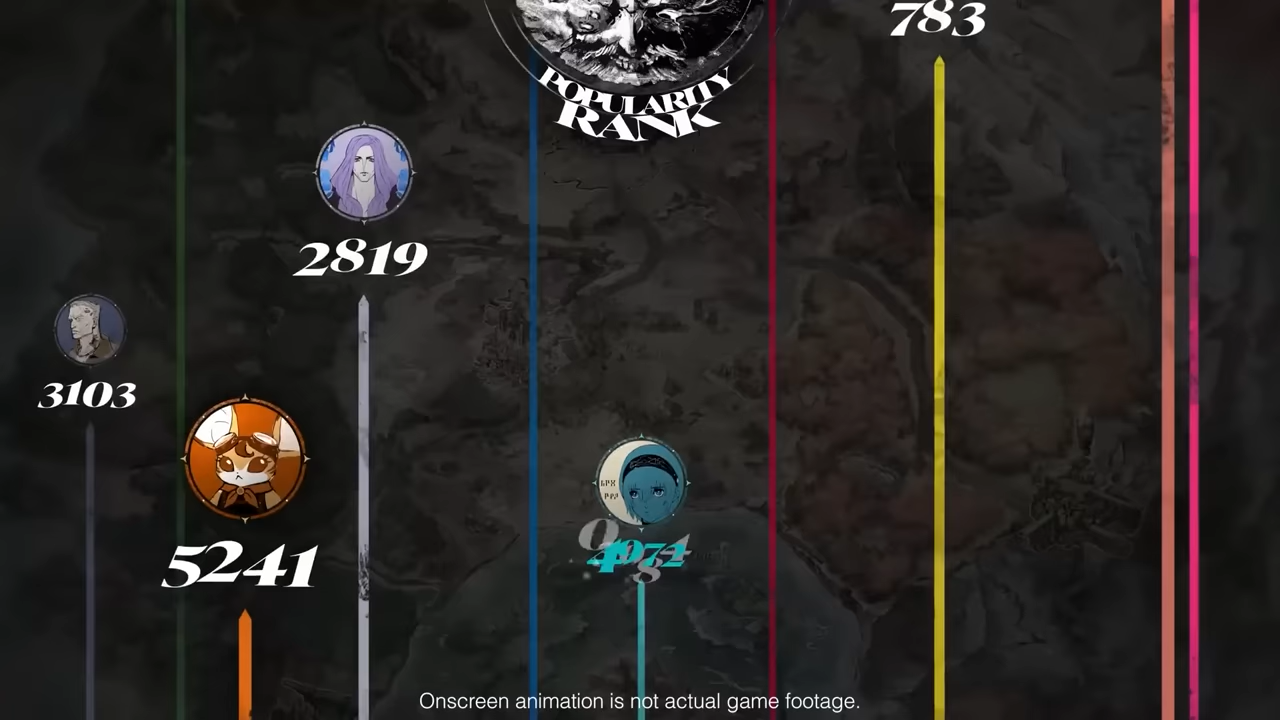 783
POPULARITY
RANK
2819
3103
5241
Onscreen animation is not actual game footage.